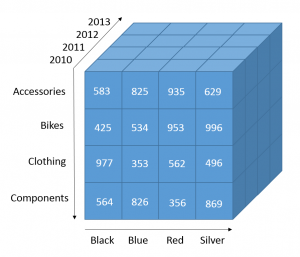 2013
2012
2011
2010
Accessories 583 825 935 629
Bikes 425 534 953 996
Clothing 977 353 562 496
Components 564 826 356 869
Black Blue Red Silver